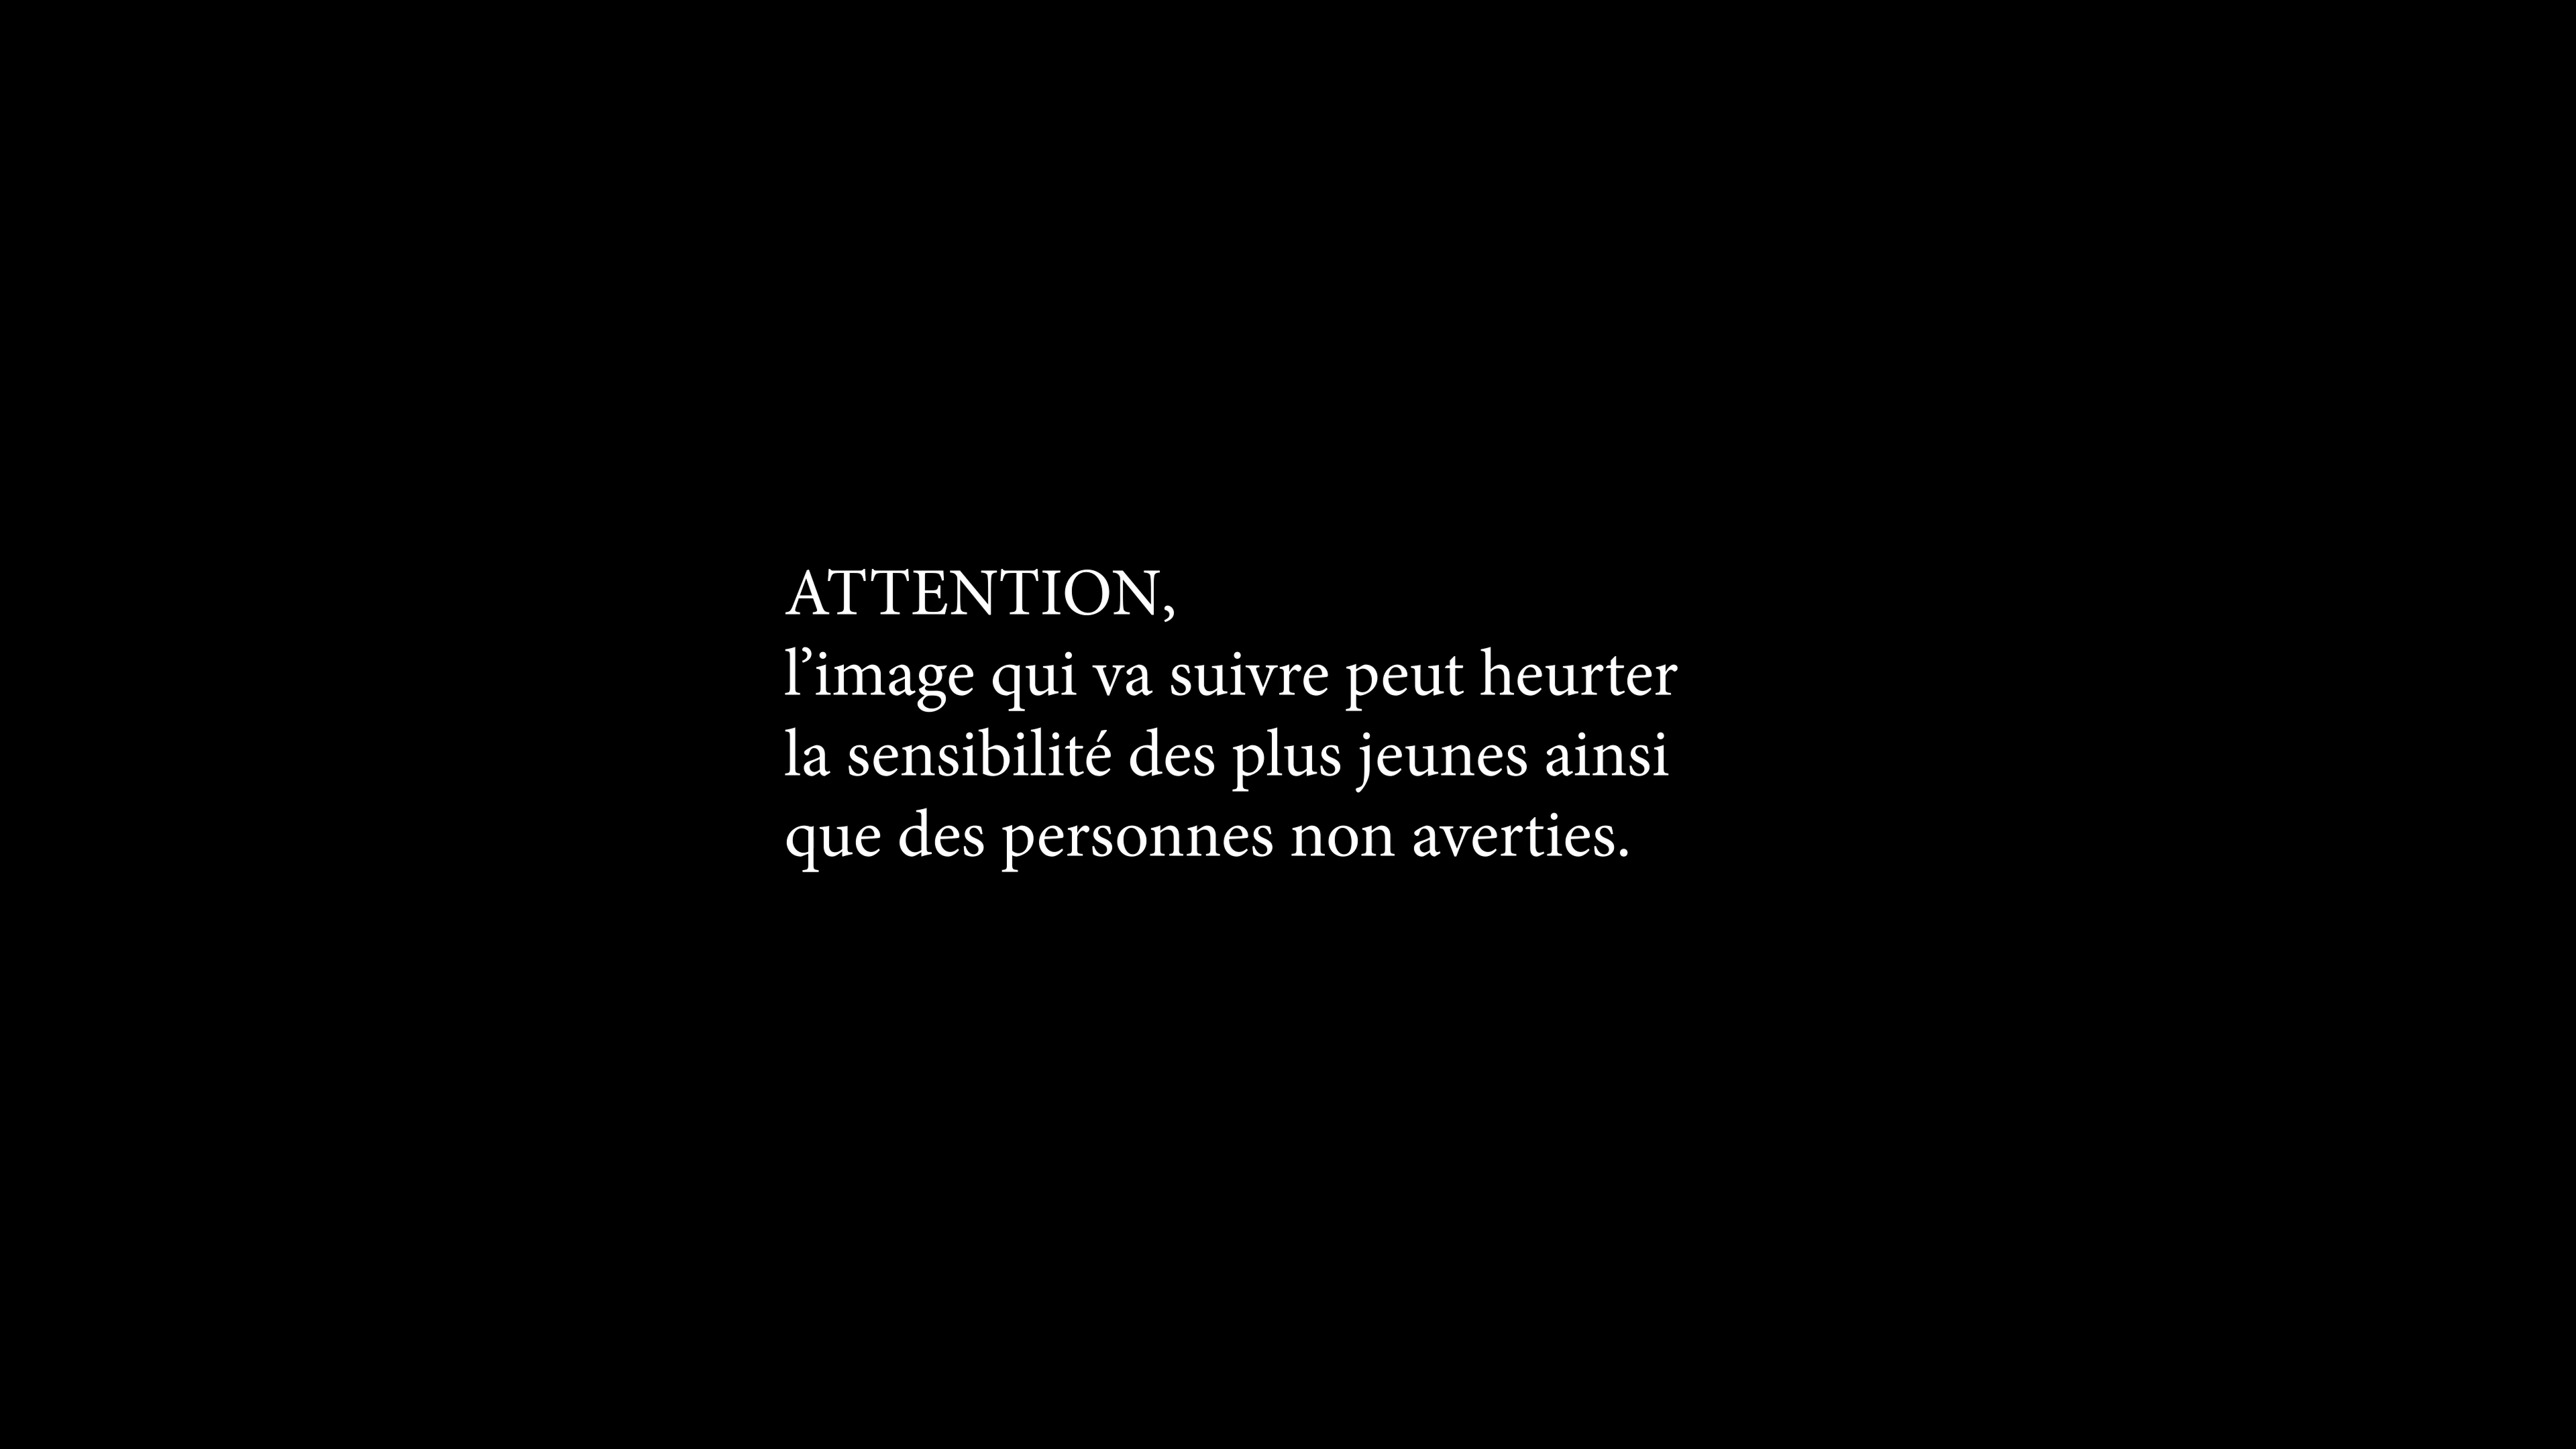 ATTENTION,
l’image qui va suivre peut heurter
la sensibilité des plus jeunes ainsi
que des personnes non averties.